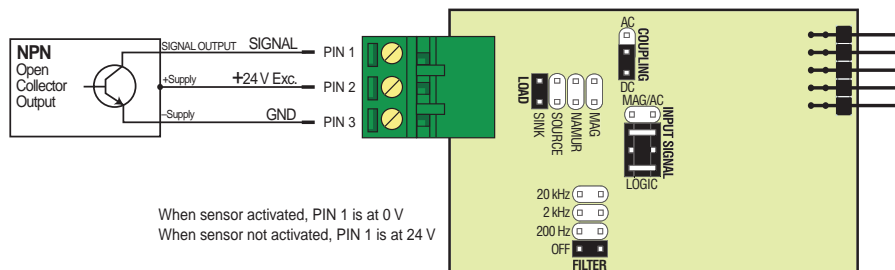 NPN
Open
Collector
Output
SIGNAL OUTPUT SIGNAL PIN 1
+Supply +24 V Exc. PIN 2
–Supply GND PIN 3
When sensor activated, PIN 1 is at 0 V
When sensor not activated, PIN 1 is at 24 V
AC
COUPLING
DC
LOAD
SINK
SOURCE
NAMUR
MAG
MAG/AC
INPUT SIGNAL
LOGIC
20 kHz
2 kHz
200 Hz
OFF
FILTER